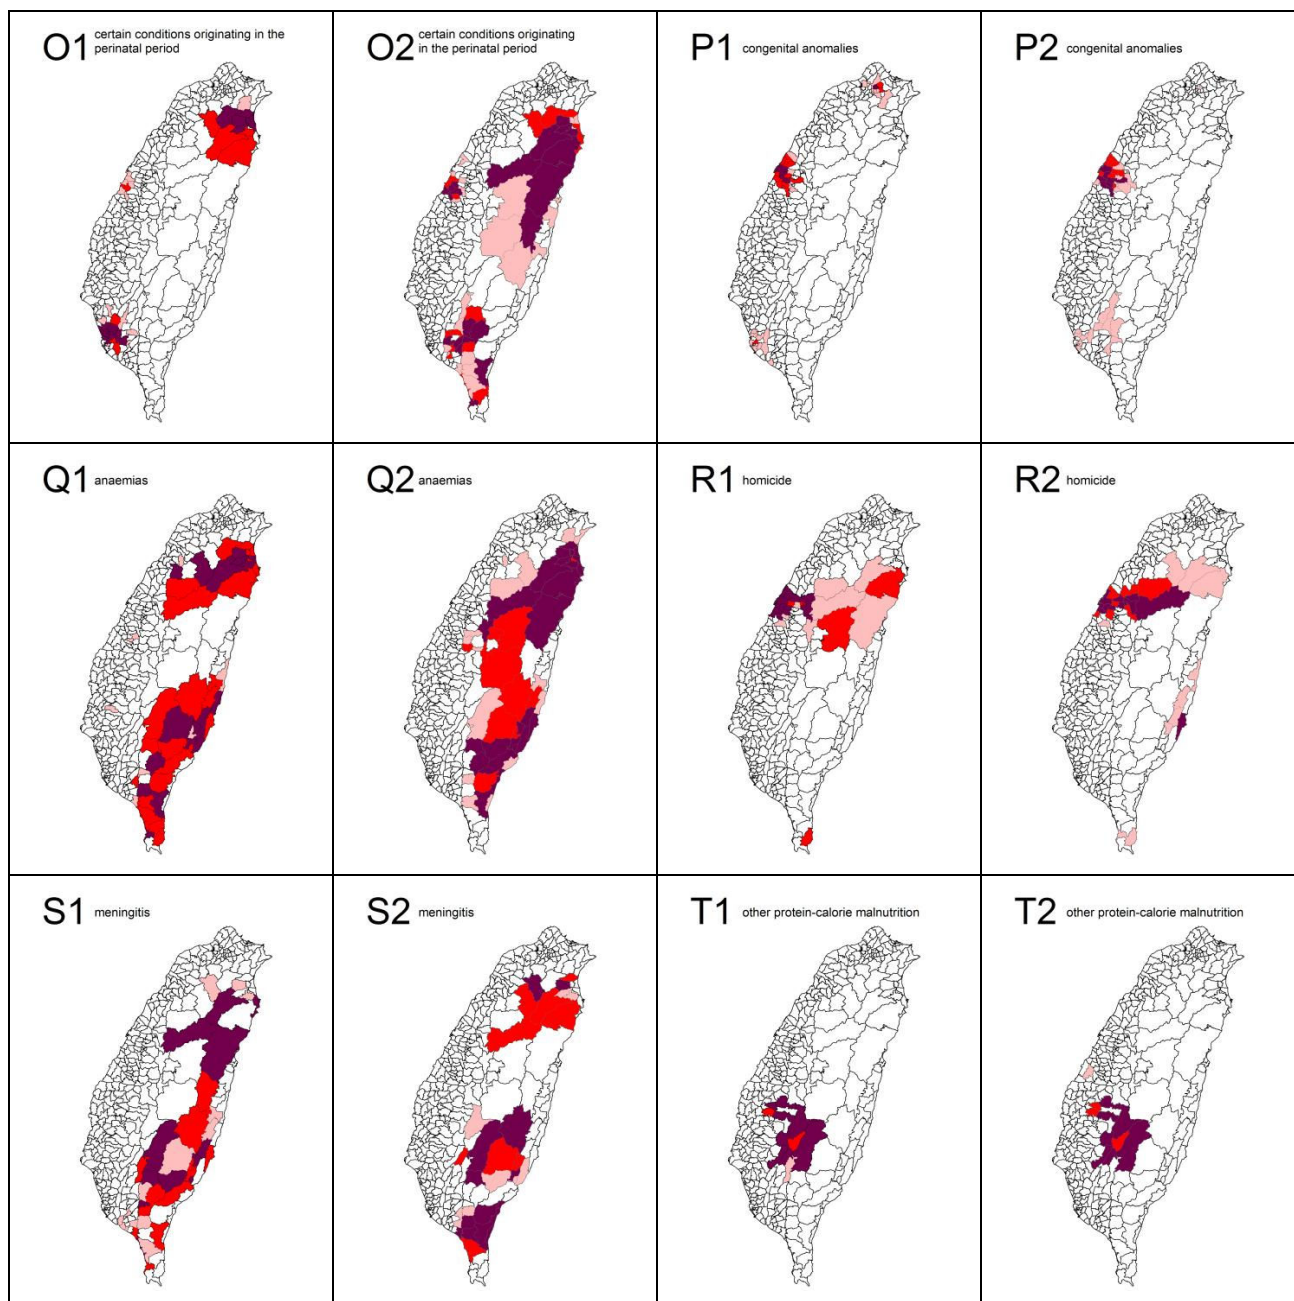 O1 certain conditions originating in the
perinatal period
O2 certain conditions originating
in the perinatal period
P1 congenital anomalies
P2 congenital anomalies
Q1 anaemias
Q2 anaemias
R1 homicide
R2 homicide
S1 meningitis
S2 meningitis
T1 other protein-calorie malnutrition
T2 other protein-calorie malnutrition